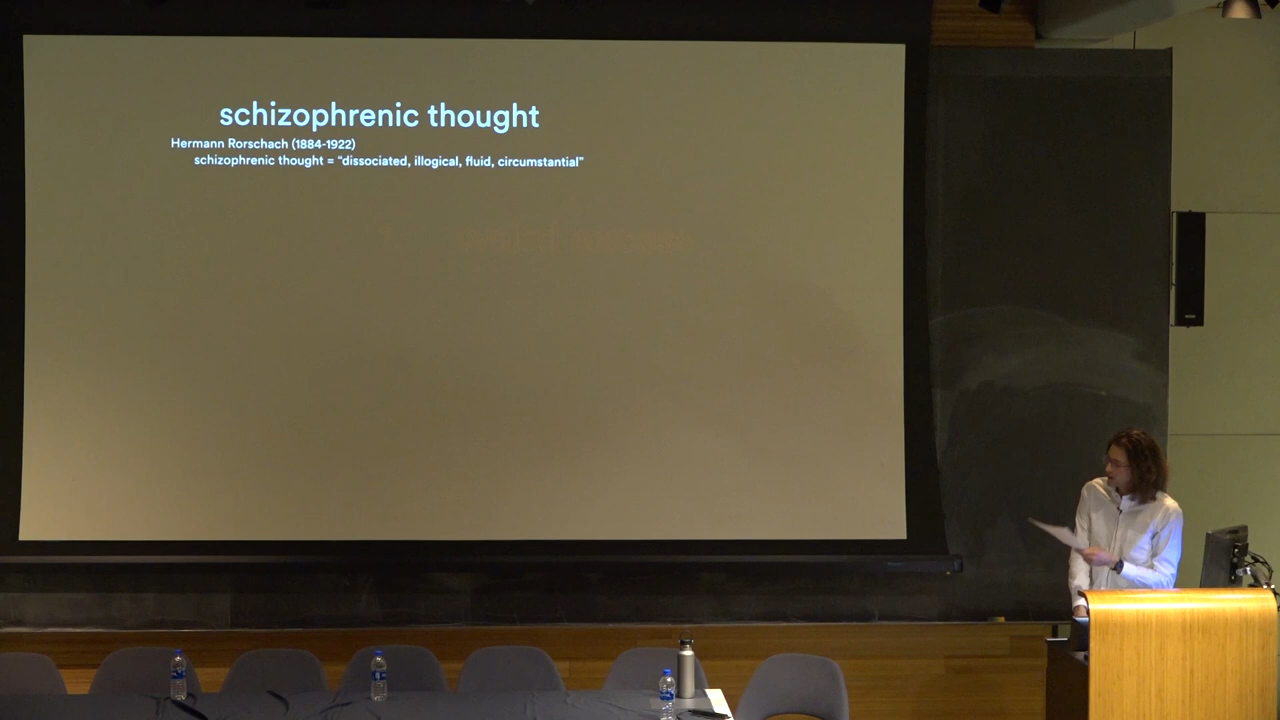 schizophrenic thought
Hermann Rorschach (1884-1922)
schizophrenic thought = “dissociated, illogical, fluid, circumstantial”